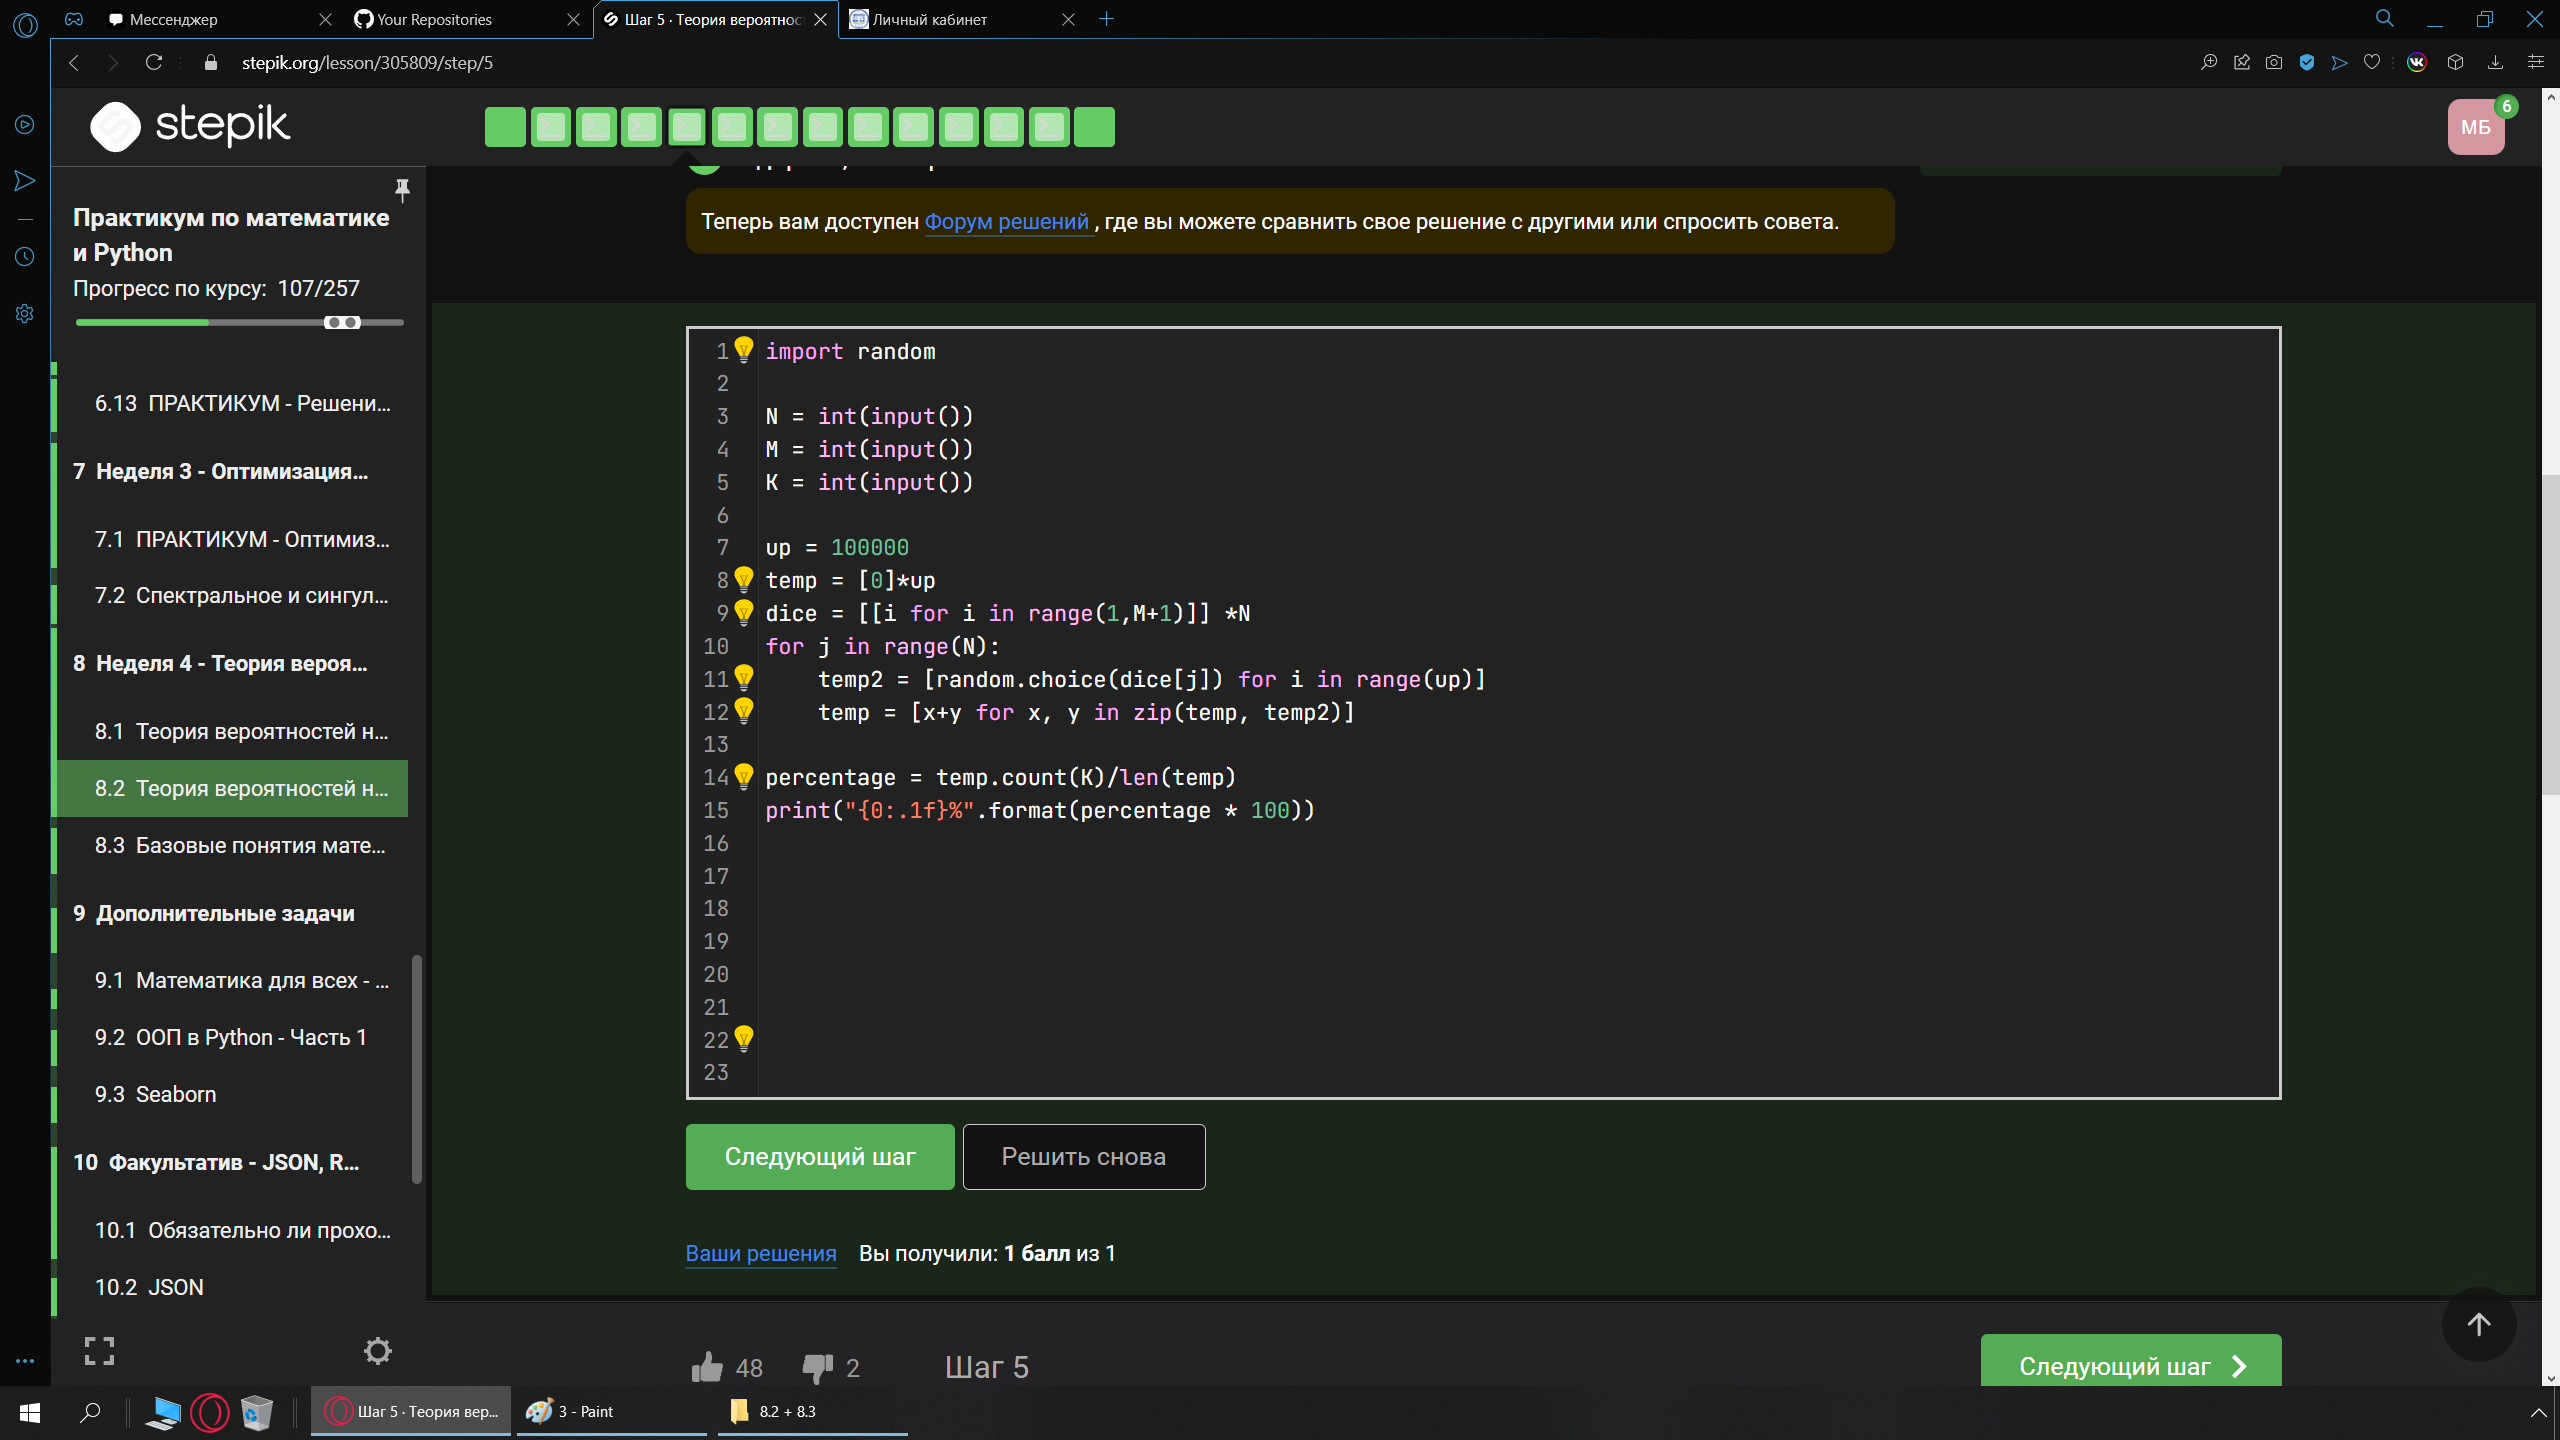 Мессенджер
Your Repositories
Шаг 5 · Теория вероятнос
Личный кабинет
stepik.org/lesson/305809/step/5
stepik
МБ
6
Практикум по математике
и Python
Прогресс по курсу: 107/257
6.13 ПРАКТИКУМ - Решени...
7 Неделя 3 - Оптимизация...
7.1 ПРАКТИКУМ - Оптимиз...
7.2 Спектральное и сингул...
8 Неделя 4 - Теория вероя...
8.1 Теория вероятностей н...
8.2 Теория вероятностей н...
8.3 Базовые понятия мате...
9 Дополнительные задачи
9.1 Математика для всех - ...
9.2 ООП в Python - Часть 1
9.3 Seaborn
10 Факультатив - JSON, R...
10.1 Обязательно ли прохо...
10.2 JSON
Теперь вам доступен Форум решений , где вы можете сравнить свое решение с другими или спросить совета.
1 import random
2
3 N = int(input())
4 M = int(input())
5 K = int(input())
6
7 up = 100000
8 temp = [0]*up
9 dice = [[i for i in range(1,M+1)]] *N
10 for j in range(N):
11     temp2 = [random.choice(dice[j]) for i in range(up)]
12     temp = [x+y for x, y in zip(temp, temp2)]
13
14 percentage = temp.count(K)/len(temp)
15 print("{0:.1f}%".format(percentage * 100))
16
17
18
19
20
21
22
23
Следующий шаг
Решить снова
Ваши решения Вы получили: 1 балл из 1
48
2
Шаг 5
Следующий шаг
Шаг 5 · Теория вер...
3 - Paint
8.2 + 8.3